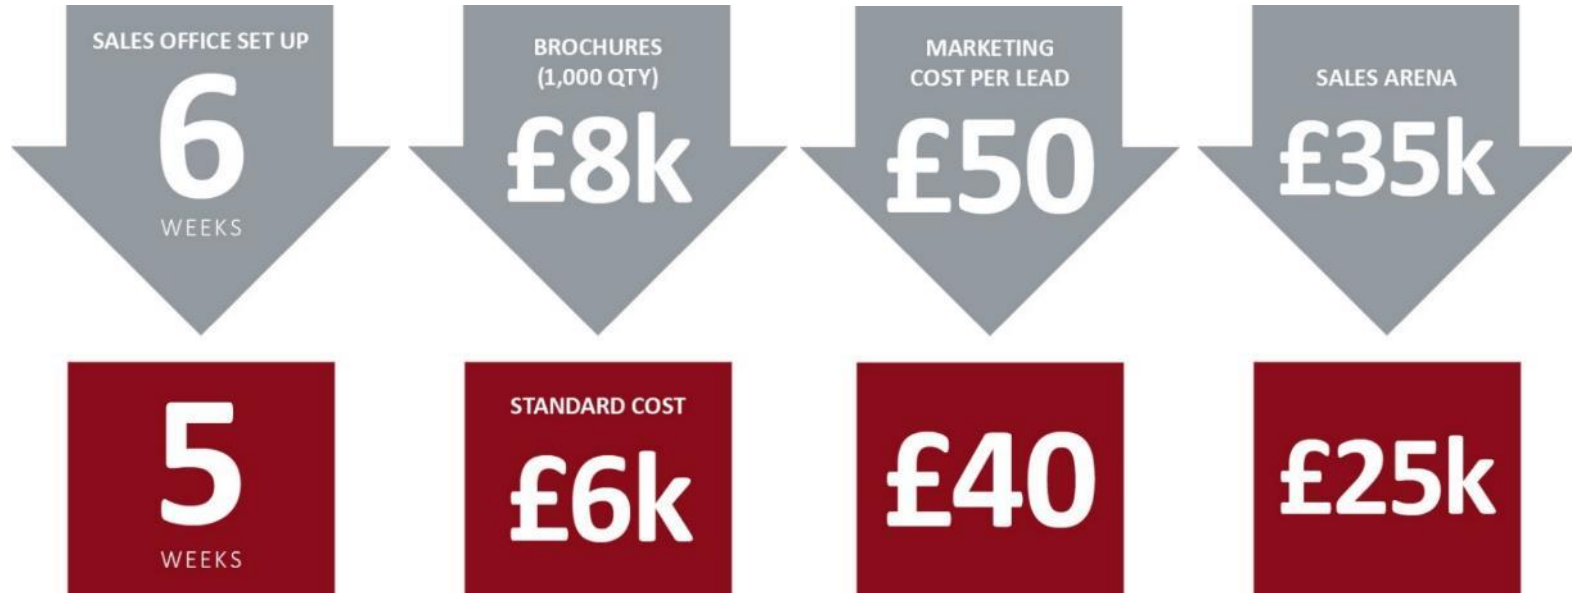 SALES OFFICE SET UP
6
WEEKS
BROCHURES
(1,000 QTY)
£8k
MARKETING
COST PER LEAD
£50
SALES ARENA
£35k
5
WEEKS
STANDARD COST
£6k
£40
£25k